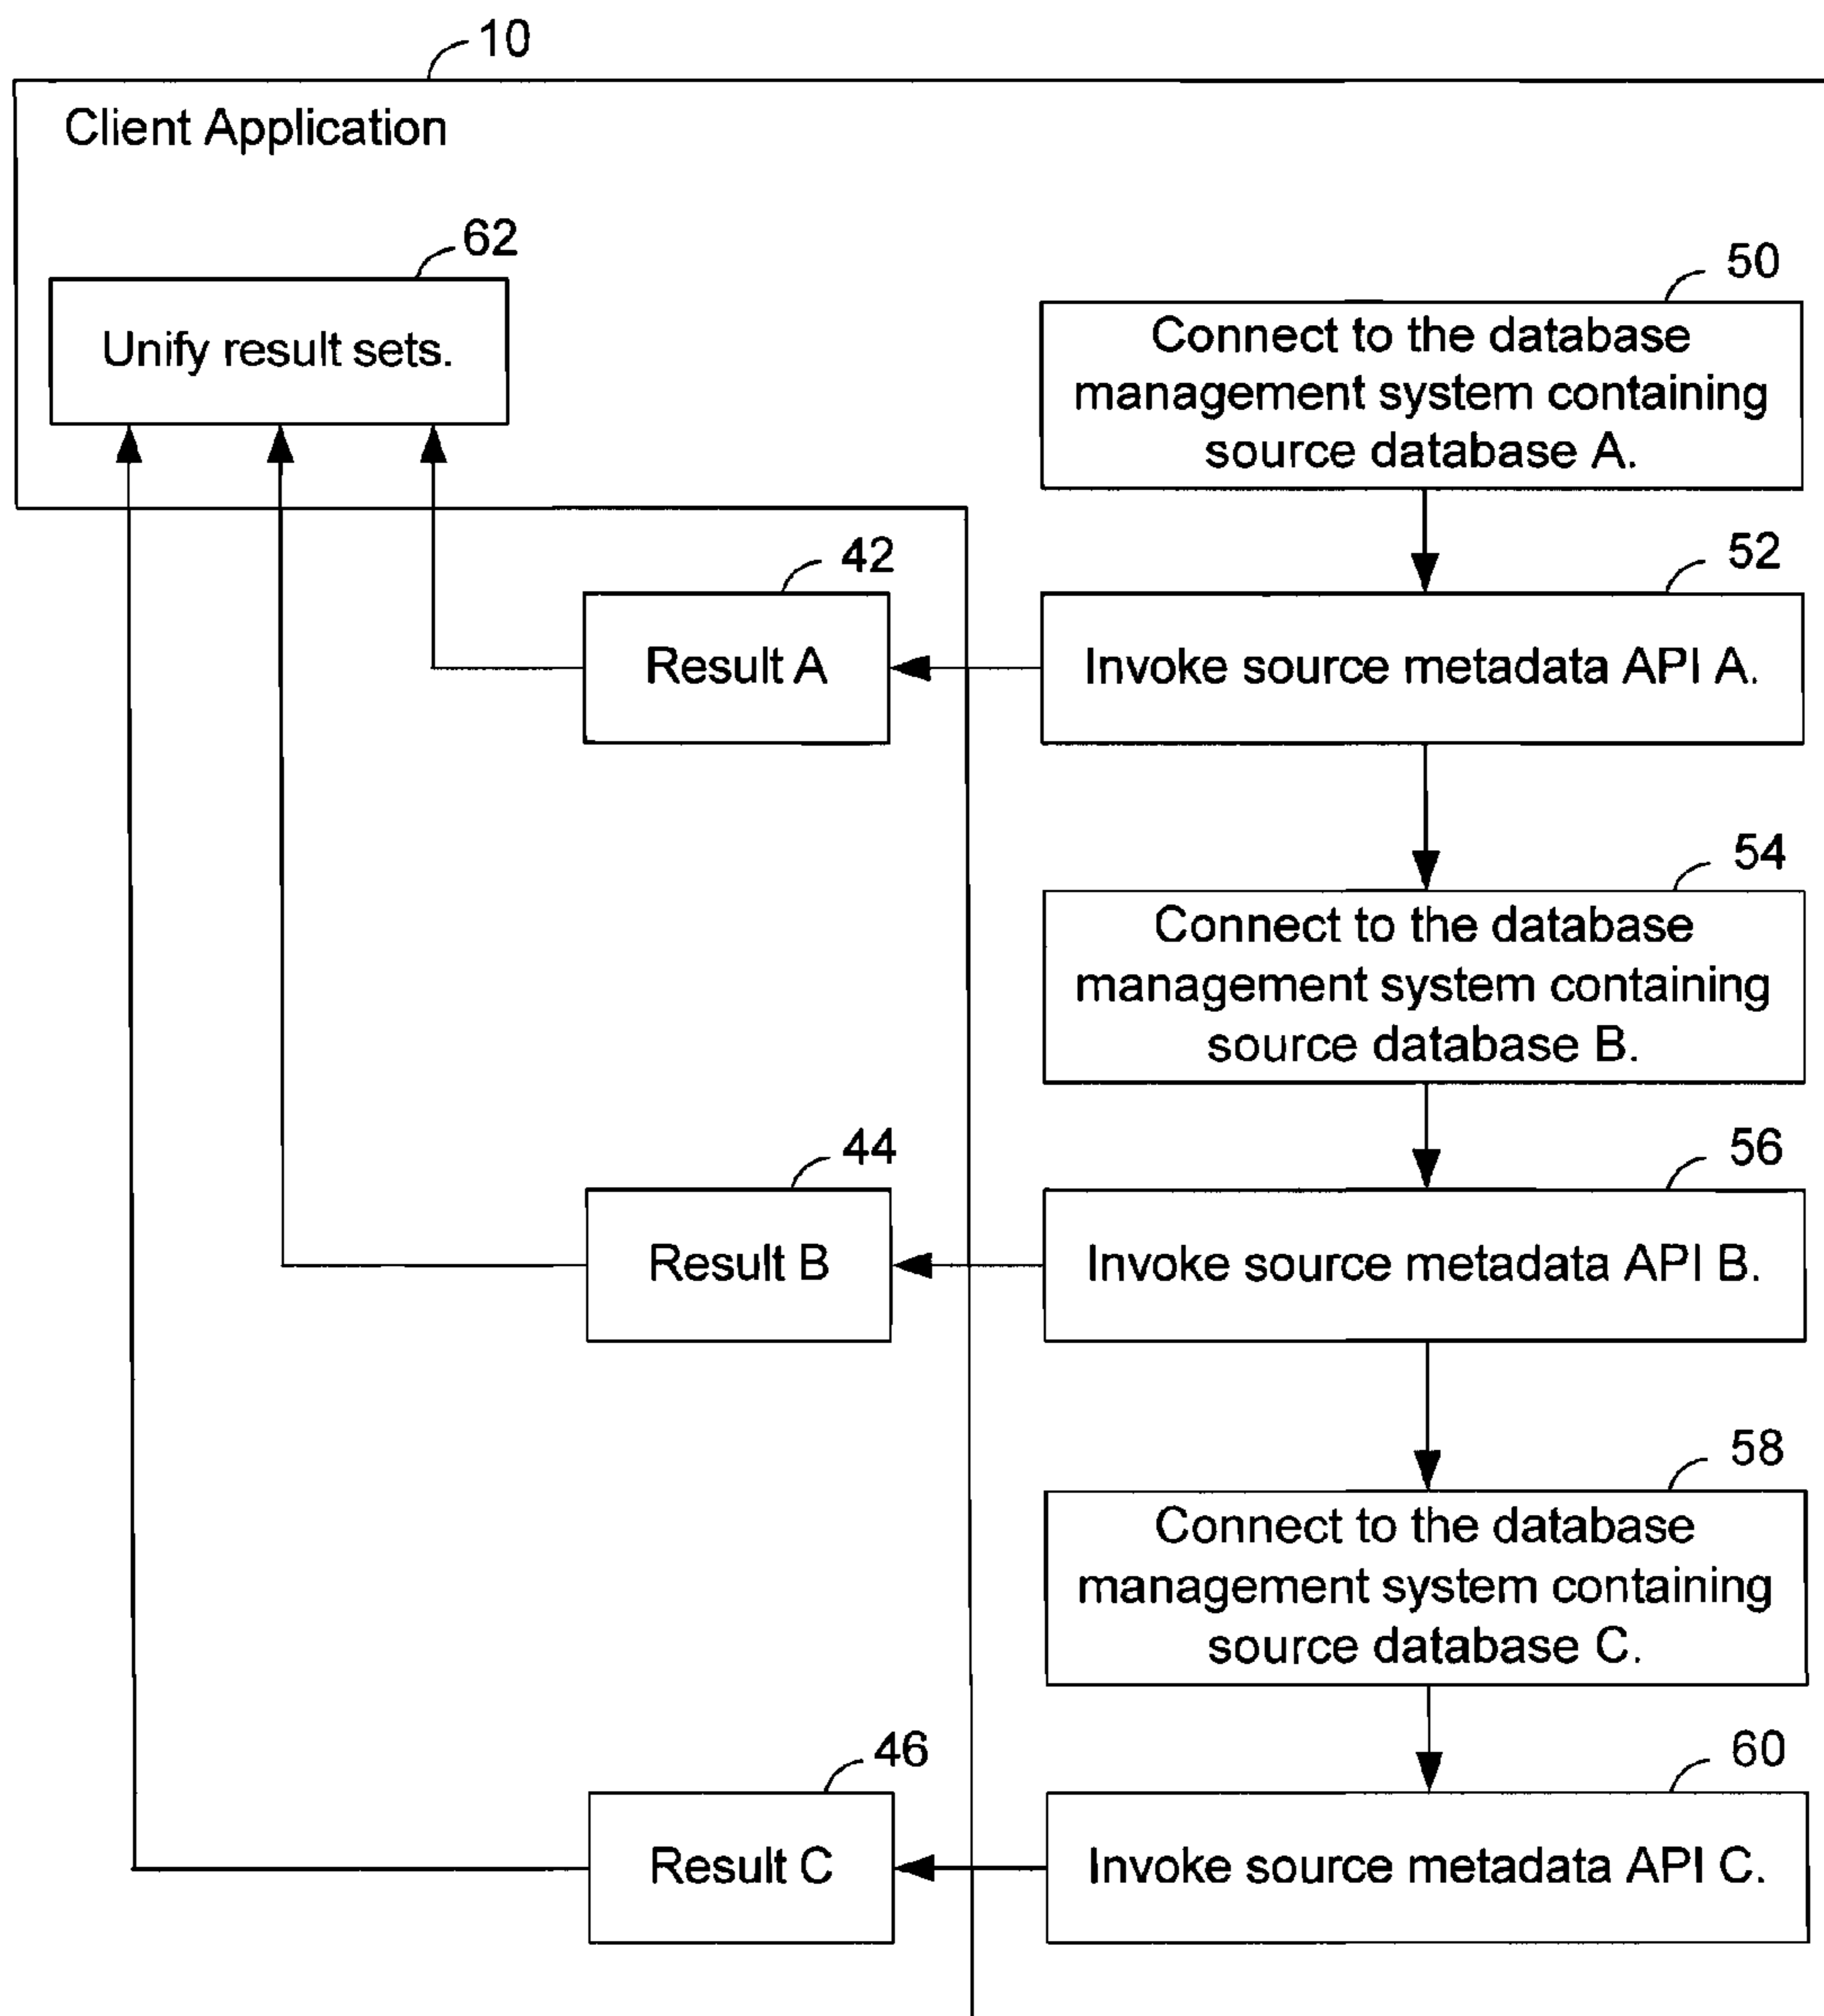 10
Client Application
62
Unify result sets.
50
Connect to the database
management system containing
source database A.
42
Result A
52
Invoke source metadata API A.
54
Connect to the database
management system containing
source database B.
44
Result B
56
Invoke source metadata API B.
58
Connect to the database
management system containing
source database C.
46
Result C
60
Invoke source metadata API C.